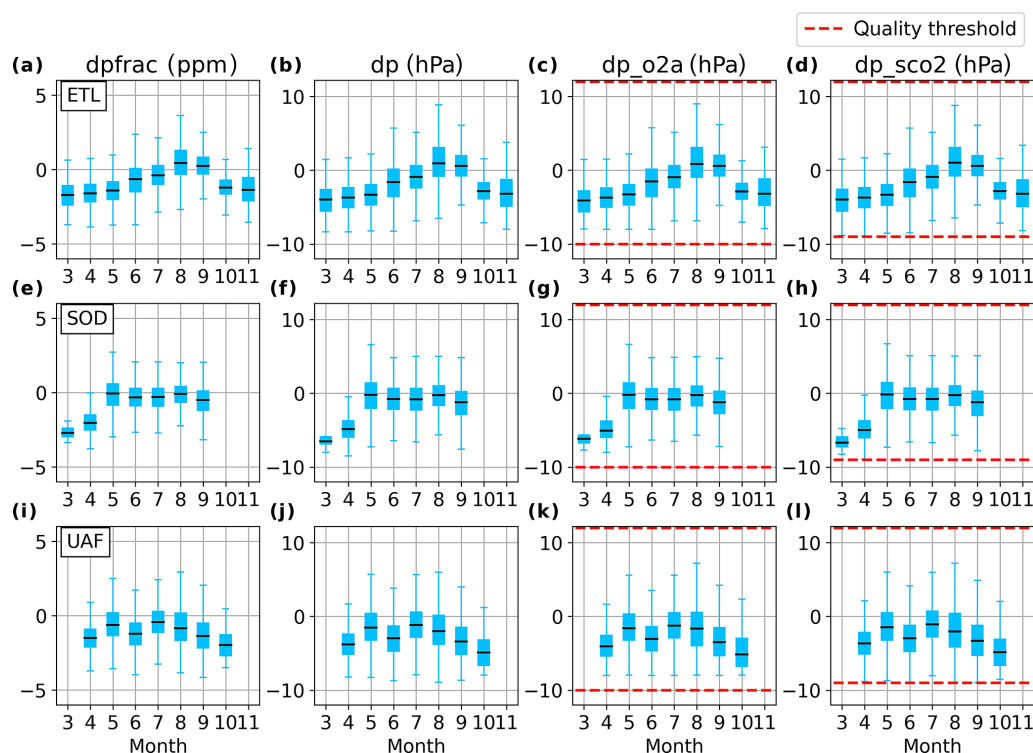 Quality threshold
(a) dpfrac (ppm) (b) dp (hPa) (c) dp_o2a (hPa) (d) dp_sco2 (hPa)
5 10 10 10
ETL
0 0 0 0
−5 −10 −10 −10
3 4 5 6 7 8 9 10 11 3 4 5 6 7 8 9 10 11 3 4 5 6 7 8 9 10 11 3 4 5 6 7 8 9 10 11
(e) (f) (g) (h)
5 10 10 10
SOD
0 0 0 0
−5 −10 −10 −10
3 4 5 6 7 8 9 10 11 3 4 5 6 7 8 9 10 11 3 4 5 6 7 8 9 10 11 3 4 5 6 7 8 9 10 11
(i) (j) (k) (l)
5 10 10 10
UAF
0 0 0 0
−5 −10 −10 −10
3 4 5 6 7 8 9 10 11 3 4 5 6 7 8 9 10 11 3 4 5 6 7 8 9 10 11 3 4 5 6 7 8 9 10 11
Month Month Month Month